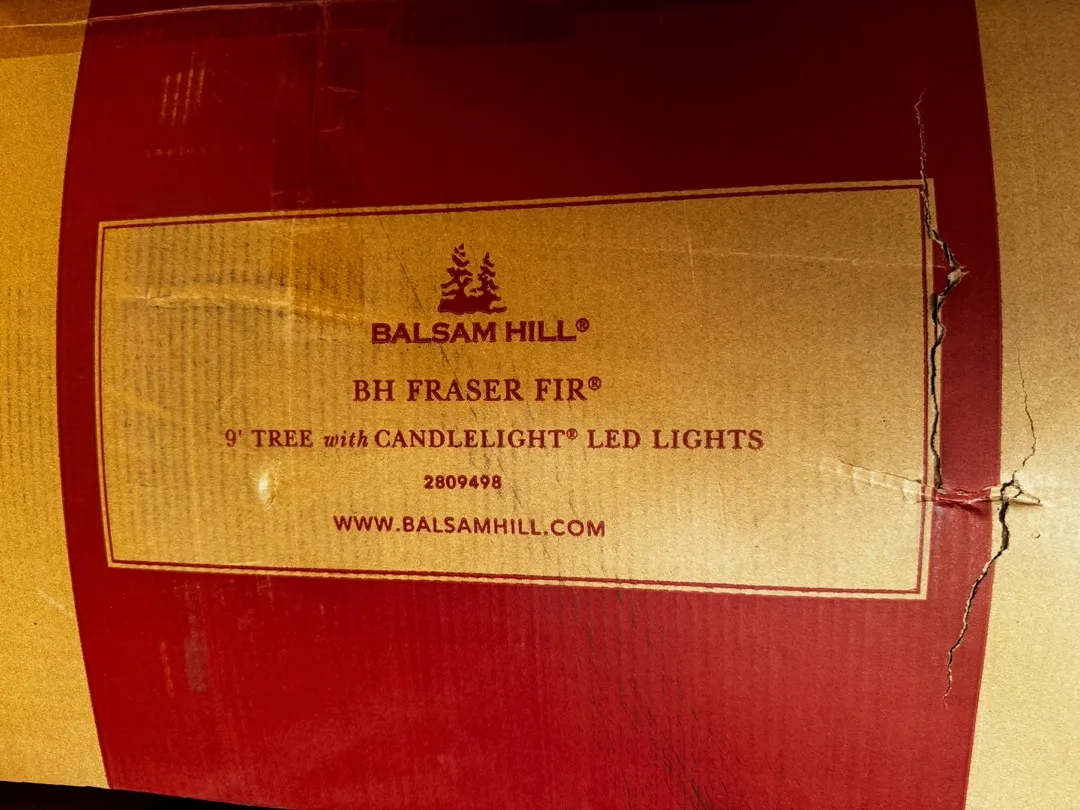 BALSAM HILL®
BH FRASER FIR®
9' TREE with CANDLELIGHT® LED LIGHTS
2809498
WWW.BALSAMHILL.COM